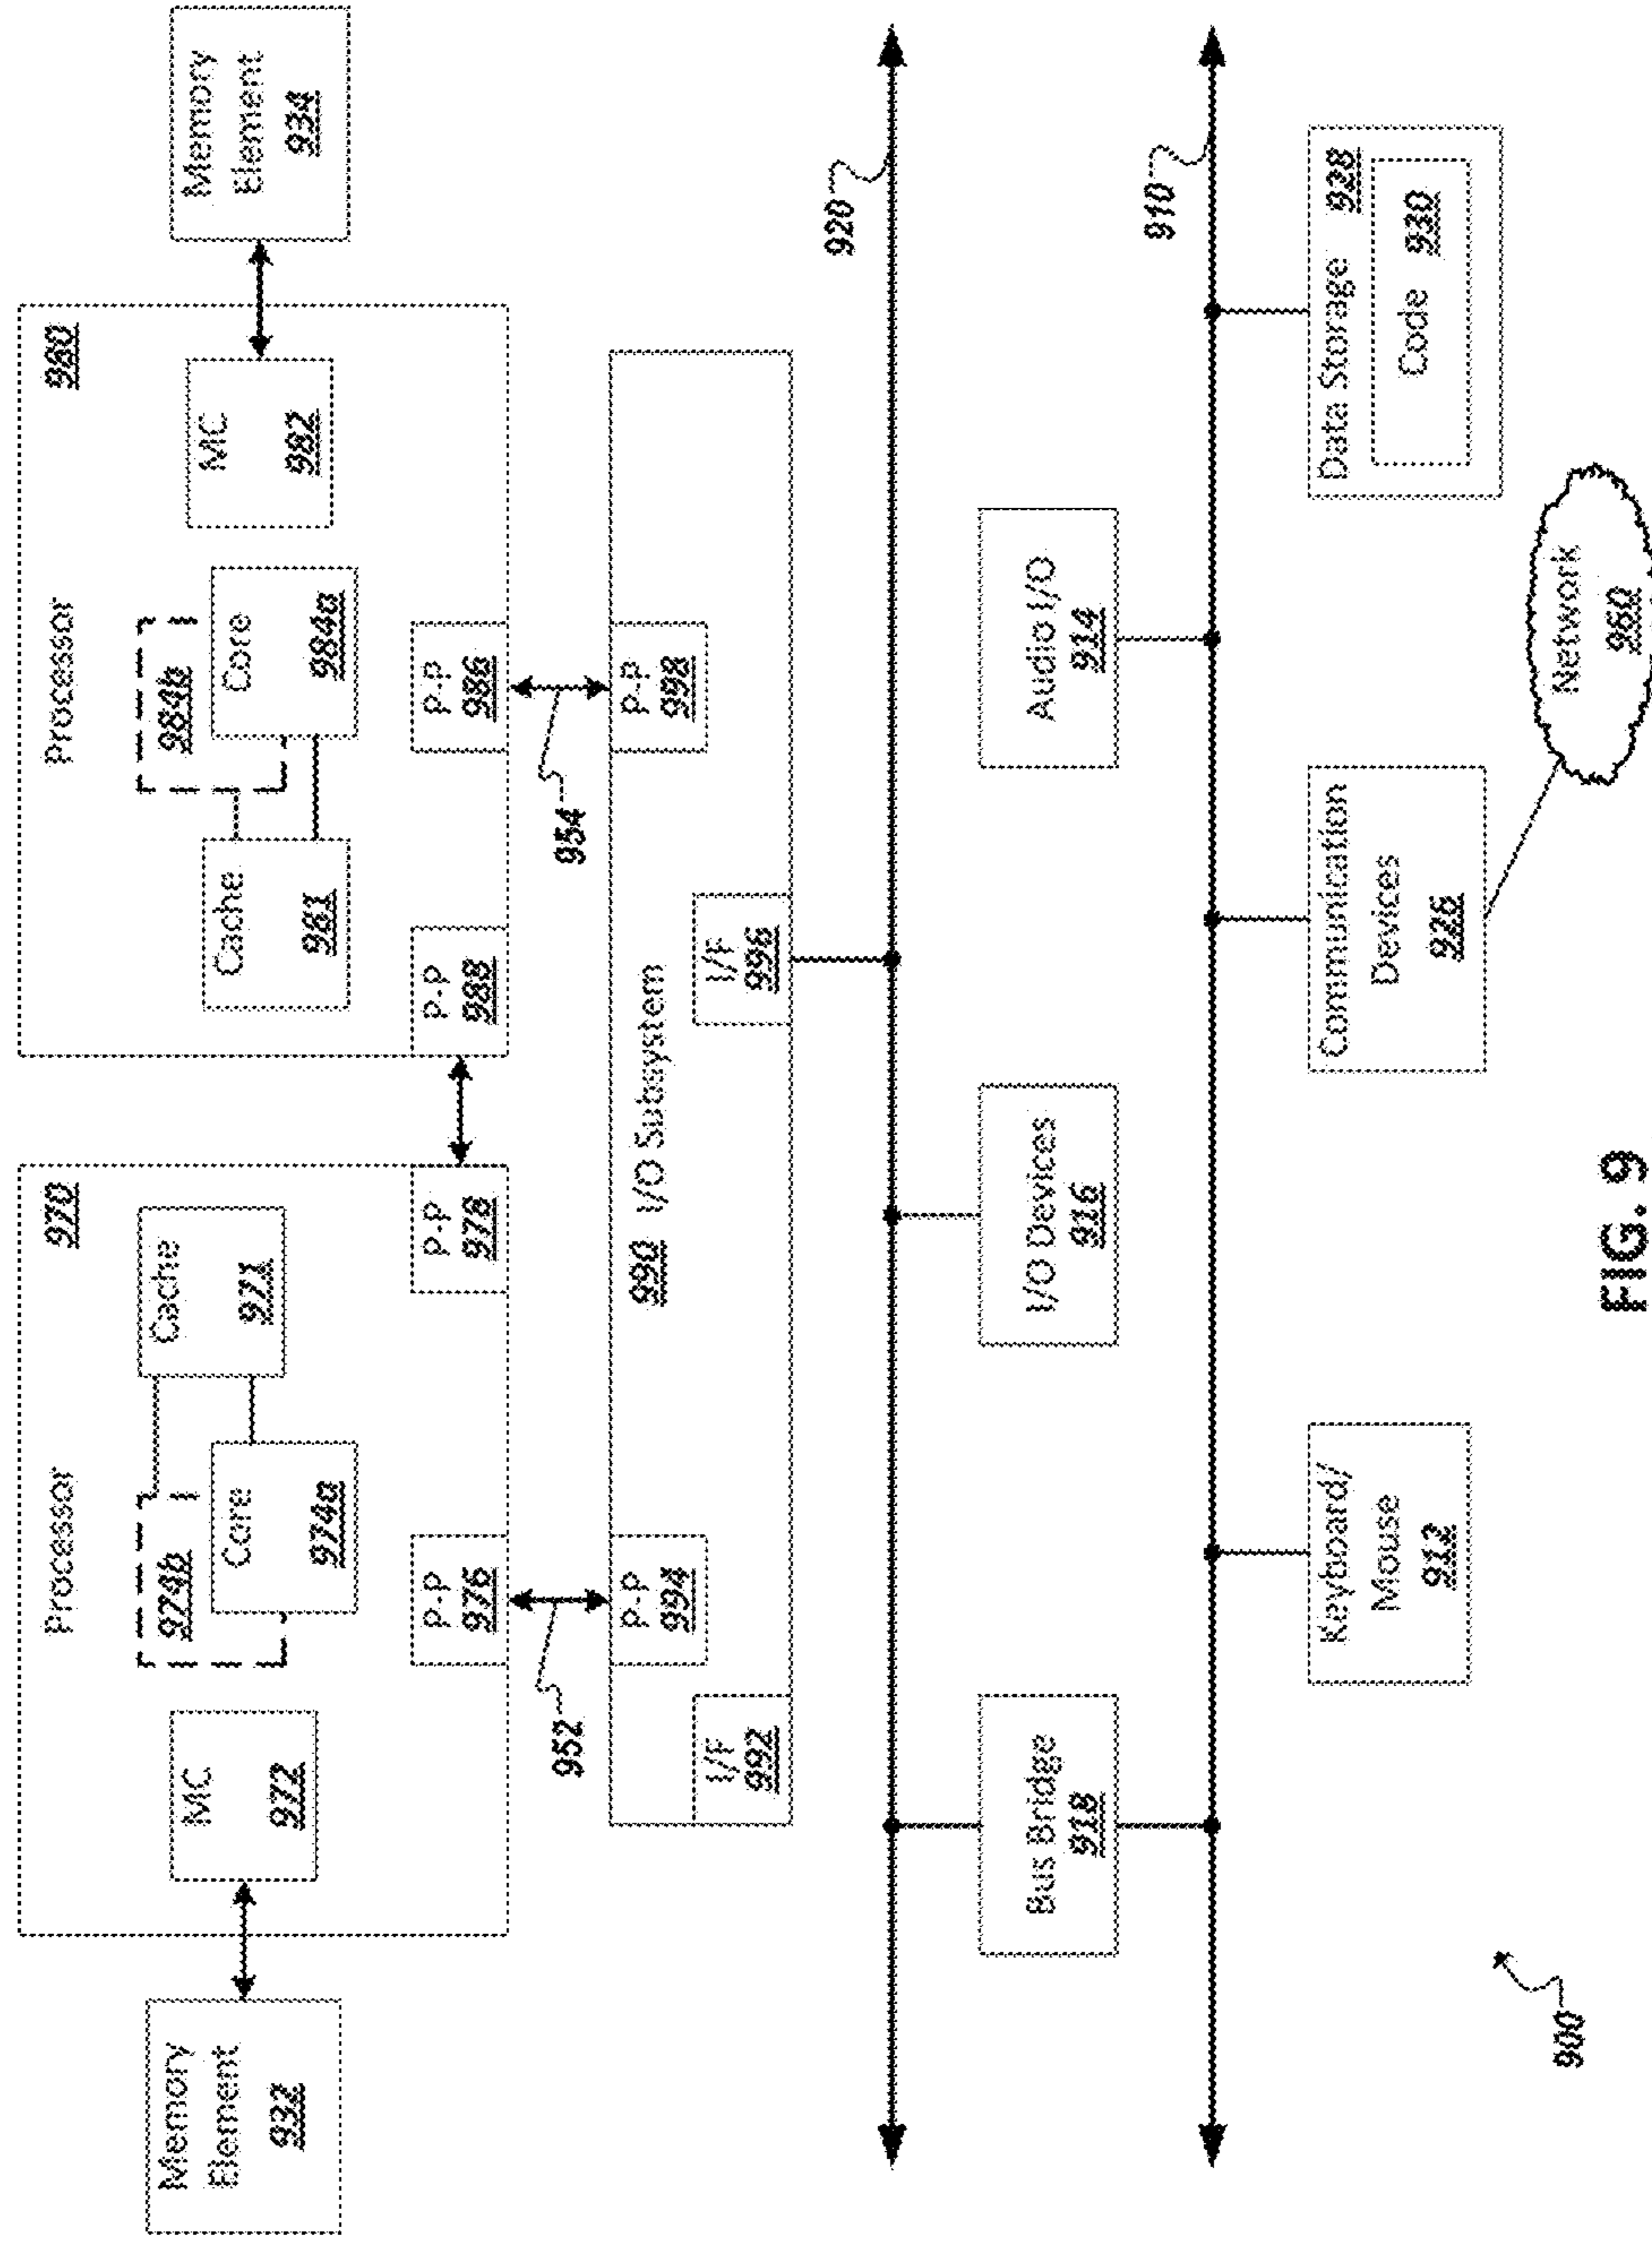 Memory
Element
932
MC
972
Processor
970
974b
Core
974a
Cache
971
P-P
976
P-P
978
Processor
980
Cache
981
984b
Core
984a
MC
982
P-P
988
P-P
986
Memory
Element
934
952
954
990 I/O Subsystem
P-P
994
P-P
998
I/F
992
I/F
996
920
Bus Bridge
918
I/O Devices
916
Audio I/O
914
910
Keyboard/
Mouse
912
Communication
Devices
926
Data Storage 928
Code 930
Network
960
900
FIG. 9